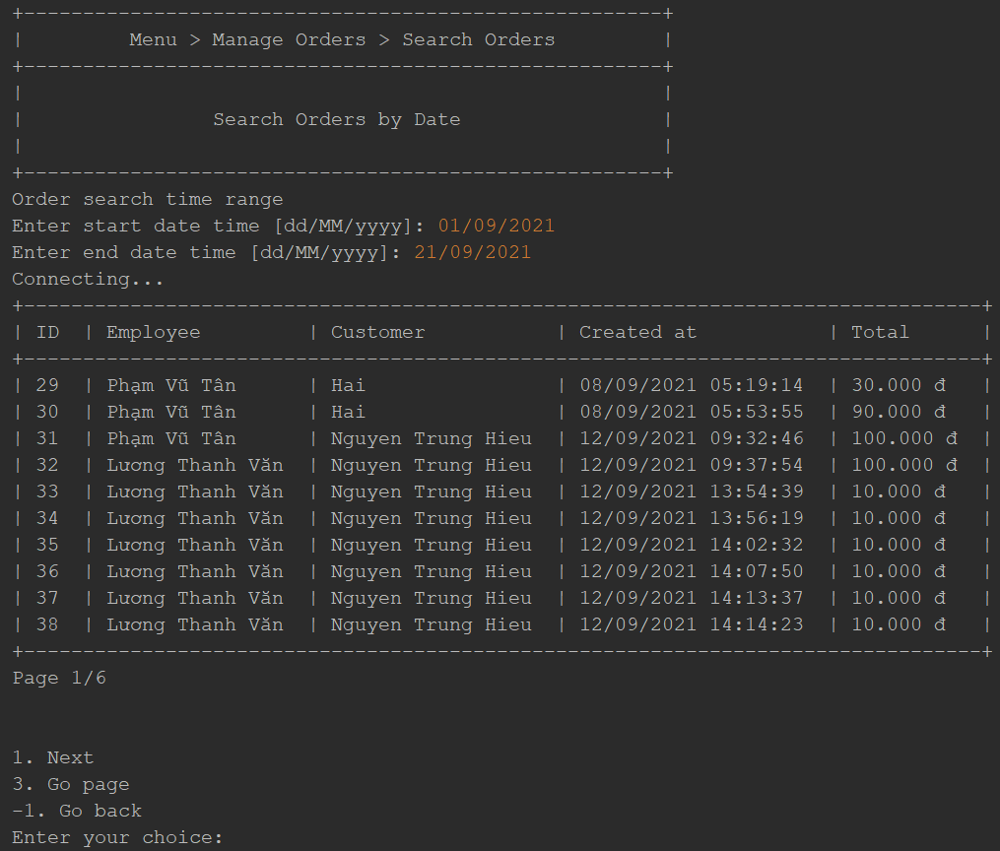 +------------------------------------------------------+
|         Menu > Manage Orders > Search Orders         |
+------------------------------------------------------+
|                                                      |
|                Search Orders by Date                 |
|                                                      |
+------------------------------------------------------+
Order search time range
Enter start date time [dd/MM/yyyy]: 01/09/2021
Enter end date time [dd/MM/yyyy]: 21/09/2021
Connecting...
+---------------------------------------------------------------------------------+
| ID  | Employee         | Customer           | Created at           | Total      |
+---------------------------------------------------------------------------------+
| 29  | Phạm Vũ Tân      | Hai                | 08/09/2021 05:19:14  | 30.000 đ   |
| 30  | Phạm Vũ Tân      | Hai                | 08/09/2021 05:53:55  | 90.000 đ   |
| 31  | Phạm Vũ Tân      | Nguyen Trung Hieu  | 12/09/2021 09:32:46  | 100.000 đ  |
| 32  | Lương Thanh Văn  | Nguyen Trung Hieu  | 12/09/2021 09:37:54  | 100.000 đ  |
| 33  | Lương Thanh Văn  | Nguyen Trung Hieu  | 12/09/2021 13:54:39  | 10.000 đ   |
| 34  | Lương Thanh Văn  | Nguyen Trung Hieu  | 12/09/2021 13:56:19  | 10.000 đ   |
| 35  | Lương Thanh Văn  | Nguyen Trung Hieu  | 12/09/2021 14:02:32  | 10.000 đ   |
| 36  | Lương Thanh Văn  | Nguyen Trung Hieu  | 12/09/2021 14:07:50  | 10.000 đ   |
| 37  | Lương Thanh Văn  | Nguyen Trung Hieu  | 12/09/2021 14:13:37  | 10.000 đ   |
| 38  | Lương Thanh Văn  | Nguyen Trung Hieu  | 12/09/2021 14:14:23  | 10.000 đ   |
+---------------------------------------------------------------------------------+
Page 1/6
1. Next
3. Go page
-1. Go back
Enter your choice: